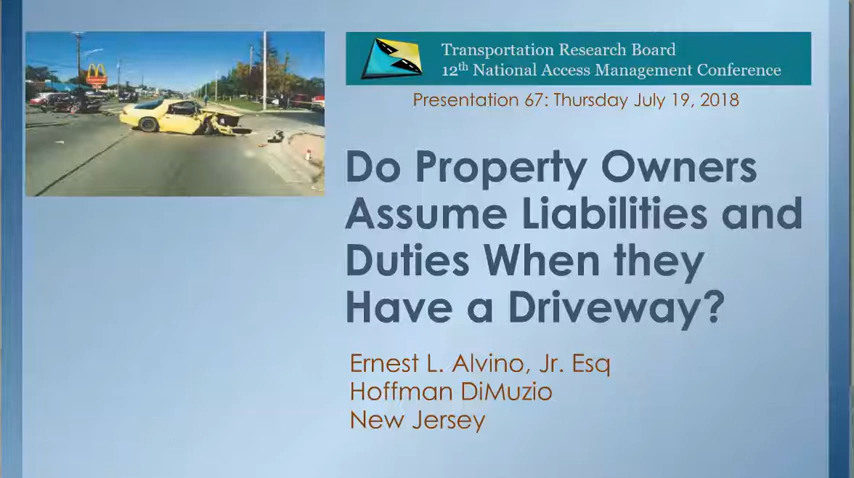 Transportation Research Board
12th National Access Management Conference
Presentation 67: Thursday July 19, 2018
Do Property Owners
Assume Liabilities and
Duties When they
Have a Driveway?
Ernest L. Alvino, Jr. Esq
Hoffman DiMuzio
New Jersey